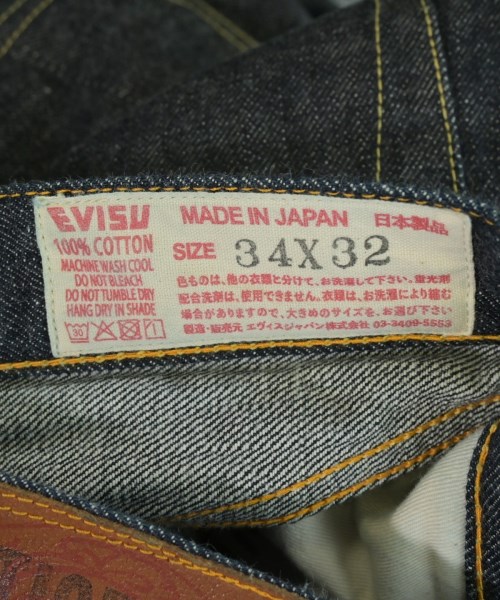 EVISU
100% COTTON
MACHINE WASH COOL
DO NOT BLEACH
DO NOT TUMBLE DRY
HANG DRY IN SHADE
30
MADE IN JAPAN 日本製品
SIZE 34X32
色ものは、他の衣類と分けて、お洗濯して下さい。蛍光剤
配合洗剤は、使用できません。衣類は、お洗濯により縮む
場合がありますので、大きめのサイズを、お選び下さい
製造・販売元 エヴィスジャパン株式会社 03-3409-5553